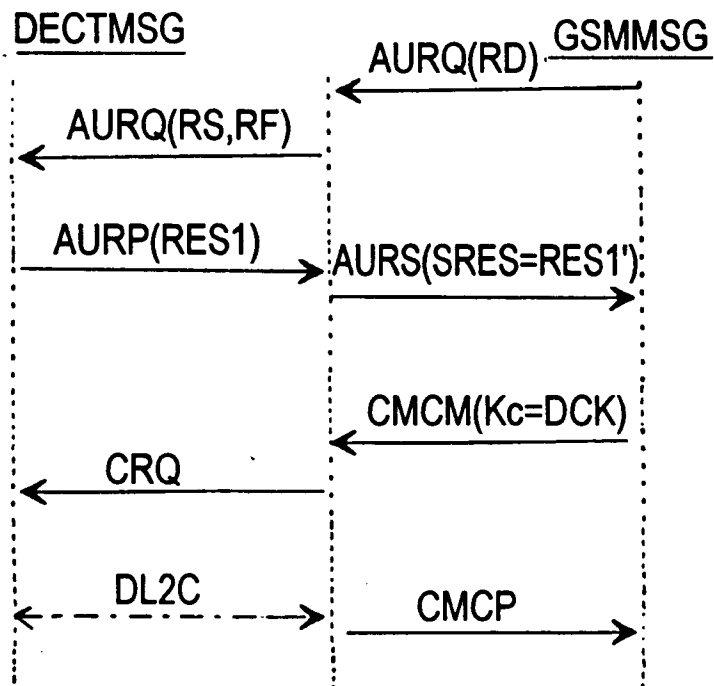 DECTMSG
GSMMSG
AURQ(RD)
AURQ(RS,RF)
AURP(RES1)
AURS(SRES=RES1')
CMCM(Kc=DCK)
CRQ
DL2C
CMCP